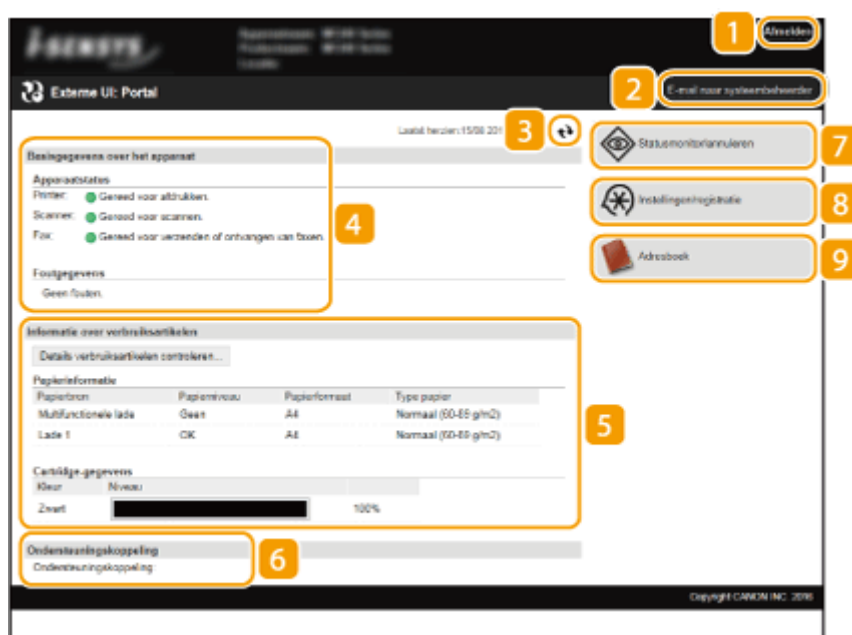 1
Afmelden
i-SENSYS
Externe UI: Portal
2
E-mail naar systeembeheerder
Laatst herzien:15/08 201
3
Basisgegevens over het apparaat
Apparaatstatus
Printer: Gereed voor afdrukken.
Scanner: Gereed voor scannen.
Fax: Gereed voor verzenden of ontvangen van faxen.
4
Foutgegevens
Geen fouten.
Informatie over verbruiksartikelen
Details verbruiksartikelen controleren...
Papierinformatie
Papierbron Papierniveau Papierformaat Type papier
Multifunctionele lade Geen A4 Normaal (60-89 g/m2)
Lade 1 OK A4 Normaal (60-89 g/m2)
5
Cartridge-gegevens
Kleur Niveau
Zwart 100%
Ondersteuningskoppeling
Ondersteuningskoppeling:
6
Statusmonitor/annuleren
7
Instellingen/registratie
8
Adresboek
9
Copyright CANON INC. 2016